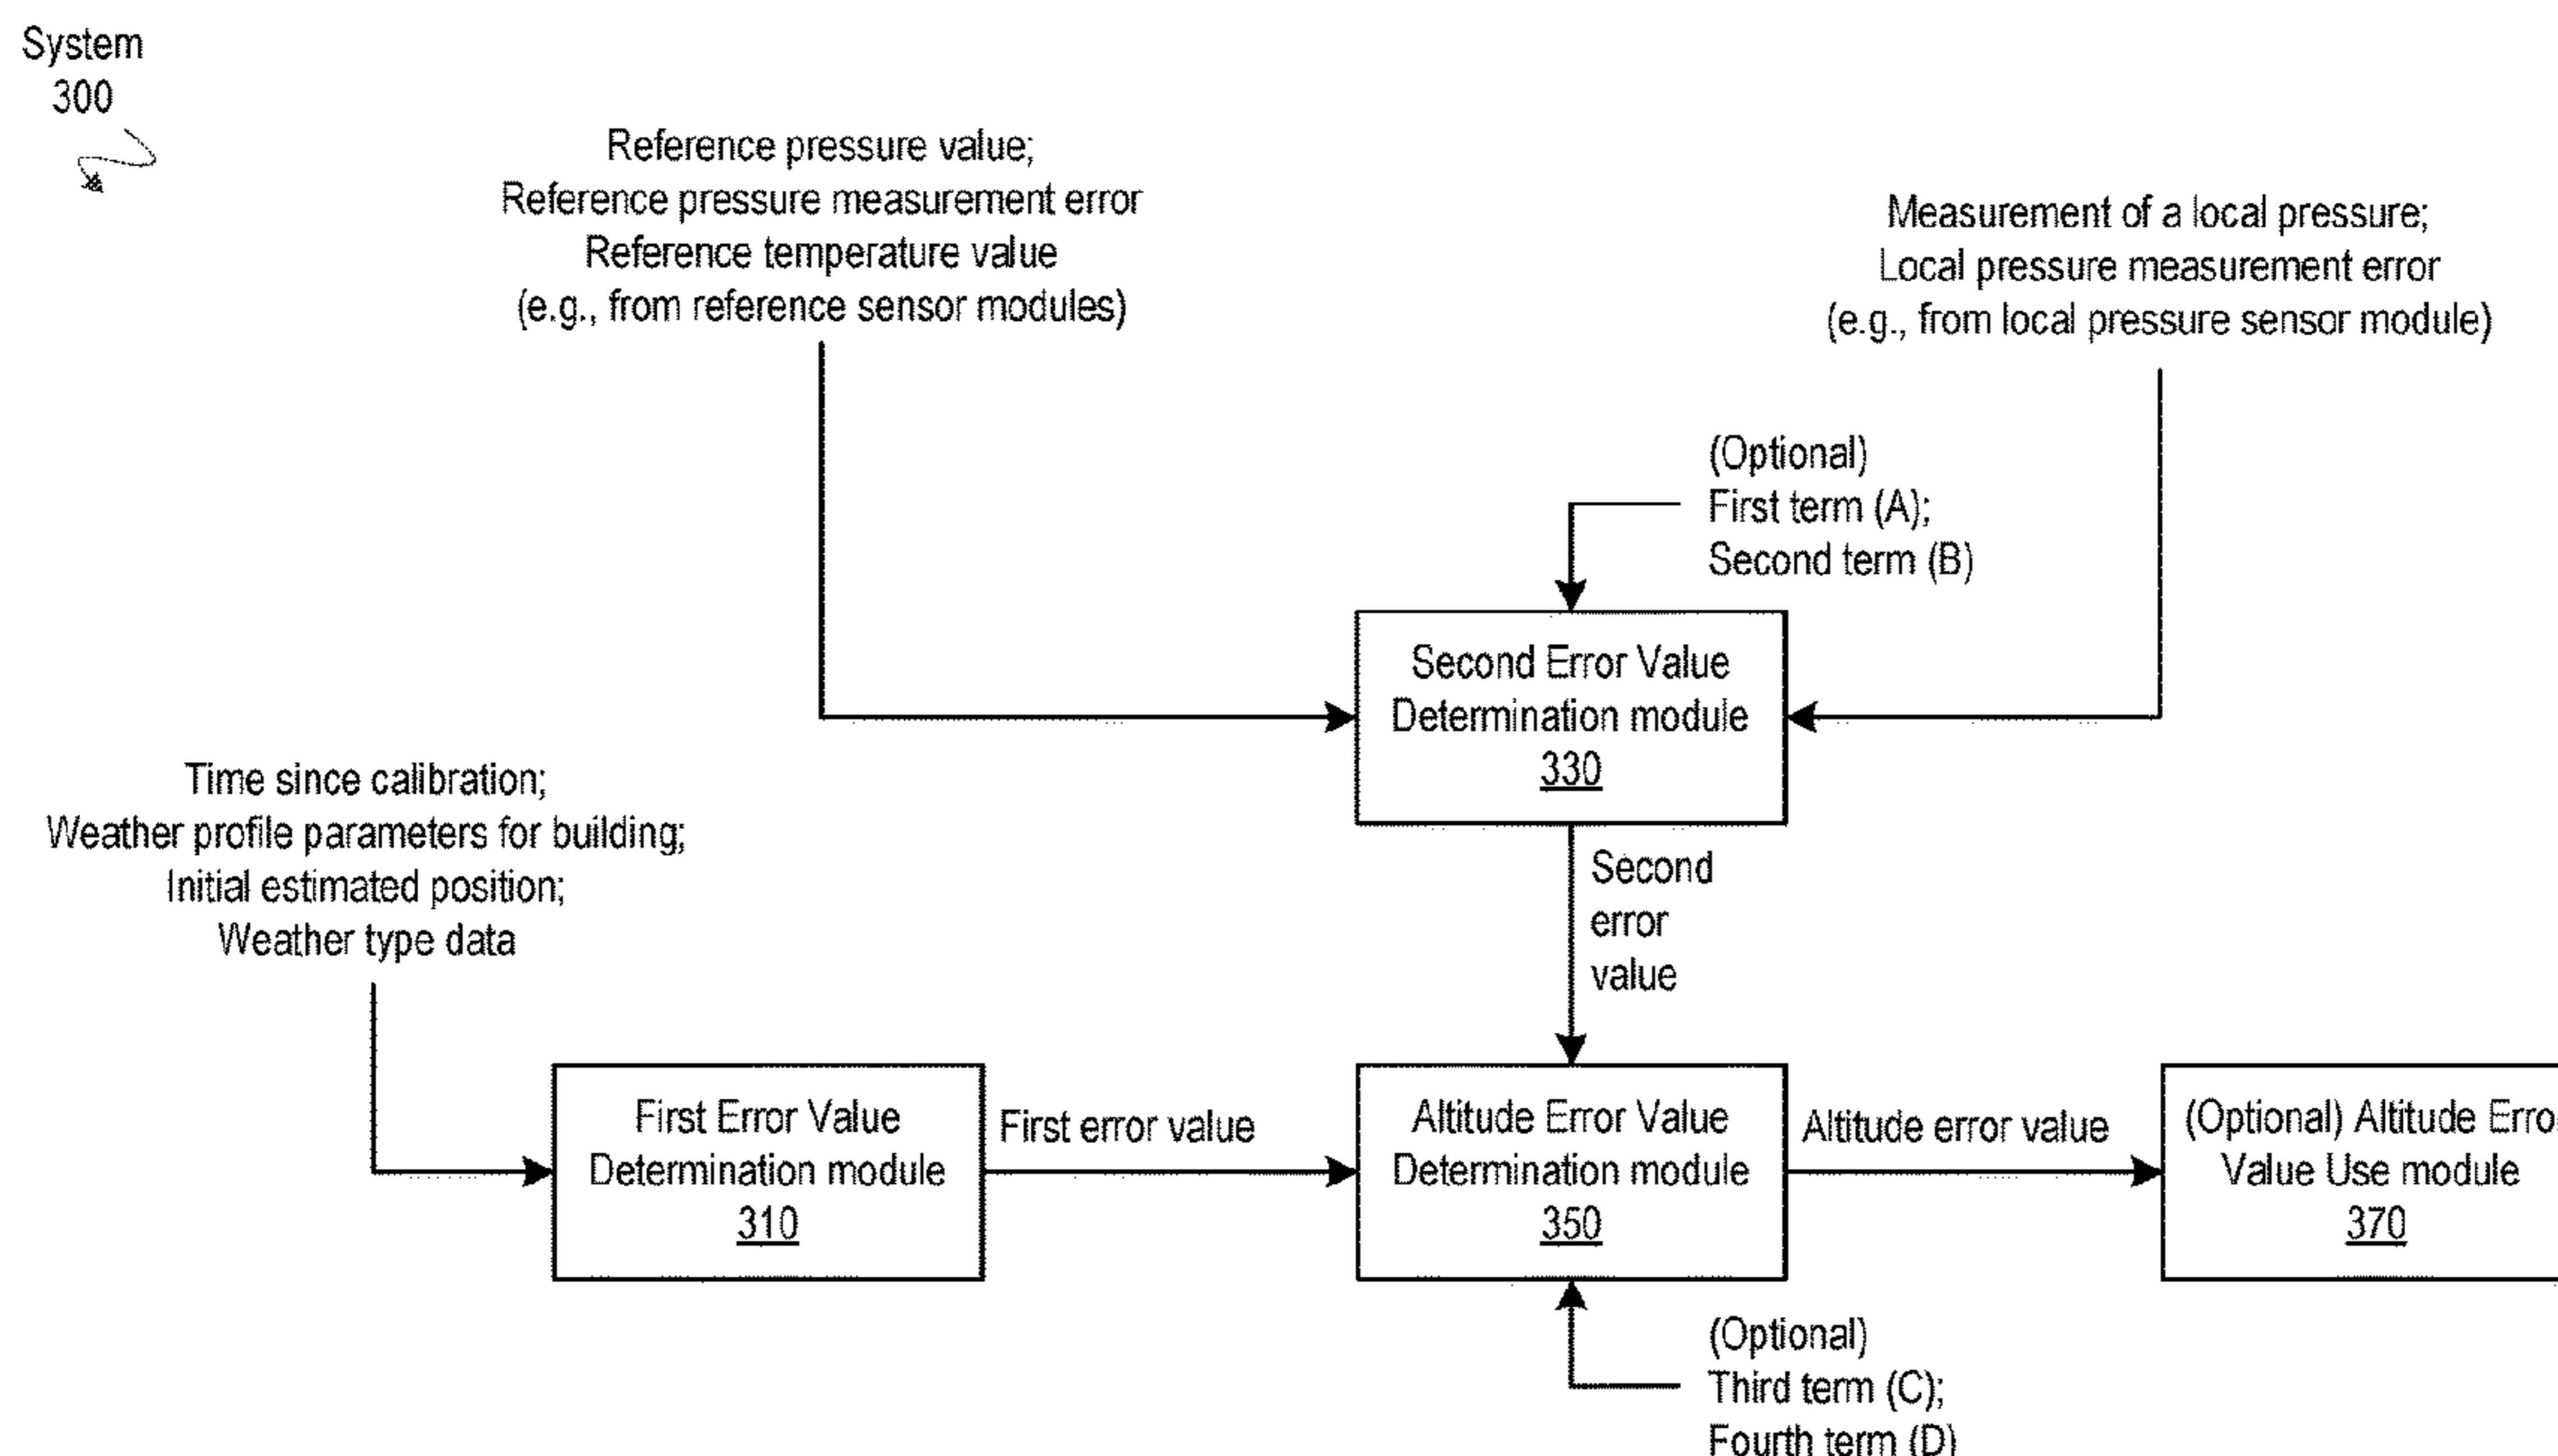 System
300
Reference pressure value;
Reference pressure measurement error
Reference temperature value
(e.g., from reference sensor modules)
Measurement of a local pressure;
Local pressure measurement error
(e.g., from local pressure sensor module)
(Optional)
First term (A);
Second term (B)
Second Error Value
Determination module
330
Time since calibration;
Weather profile parameters for building;
Initial estimated position;
Weather type data
Second
error
value
First Error Value
Determination module
310
First error value
Altitude Error Value
Determination module
350
Altitude error value
(Optional) Altitude Erro
Value Use module
370
(Optional)
Third term (C);
Fourth term (D)